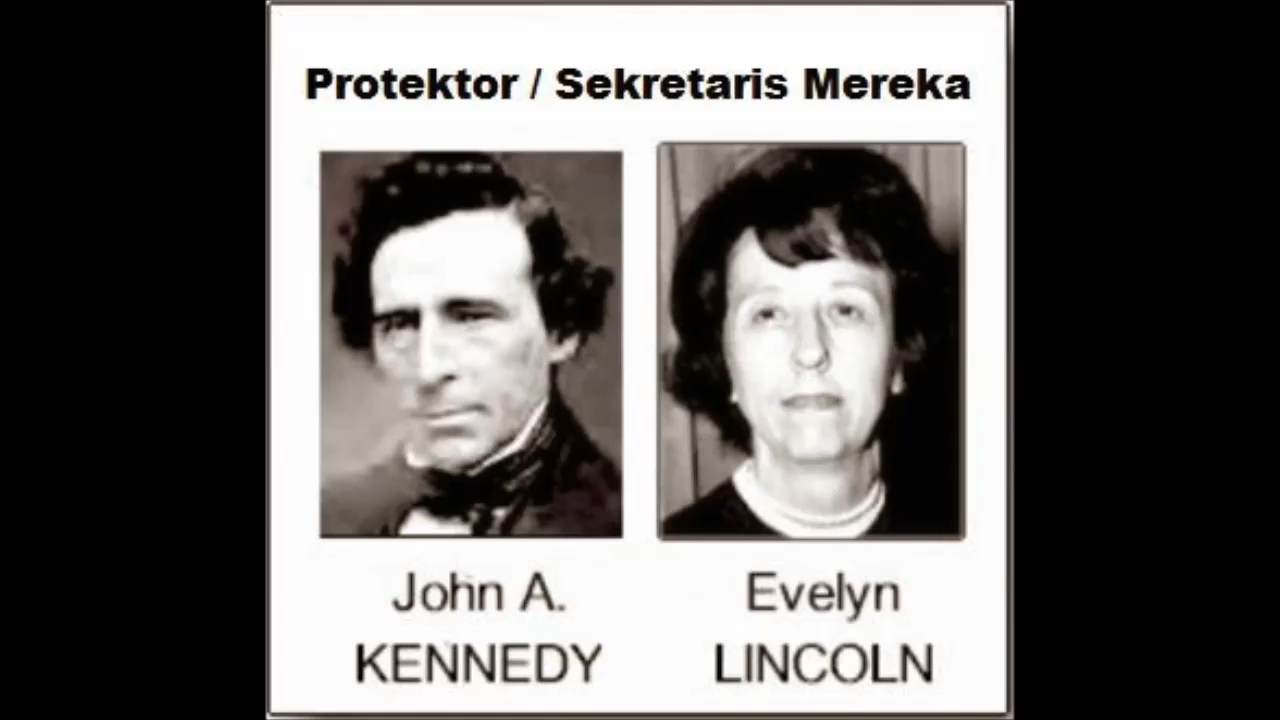 Protektor / Sekretaris Mereka
John A.
KENNEDY
Evelyn
LINCOLN